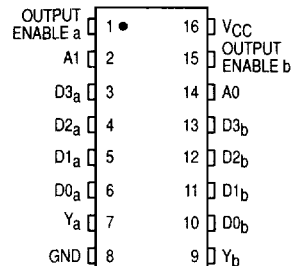 OUTPUT
ENABLE a 1 16 VCC
A1 2 15 OUTPUT
ENABLE b
D3a 3 14 A0
D2a 4 13 D3b
D1a 5 12 D2b
D0a 6 11 D1b
Ya 7 10 D0b
GND 8 9 Yb